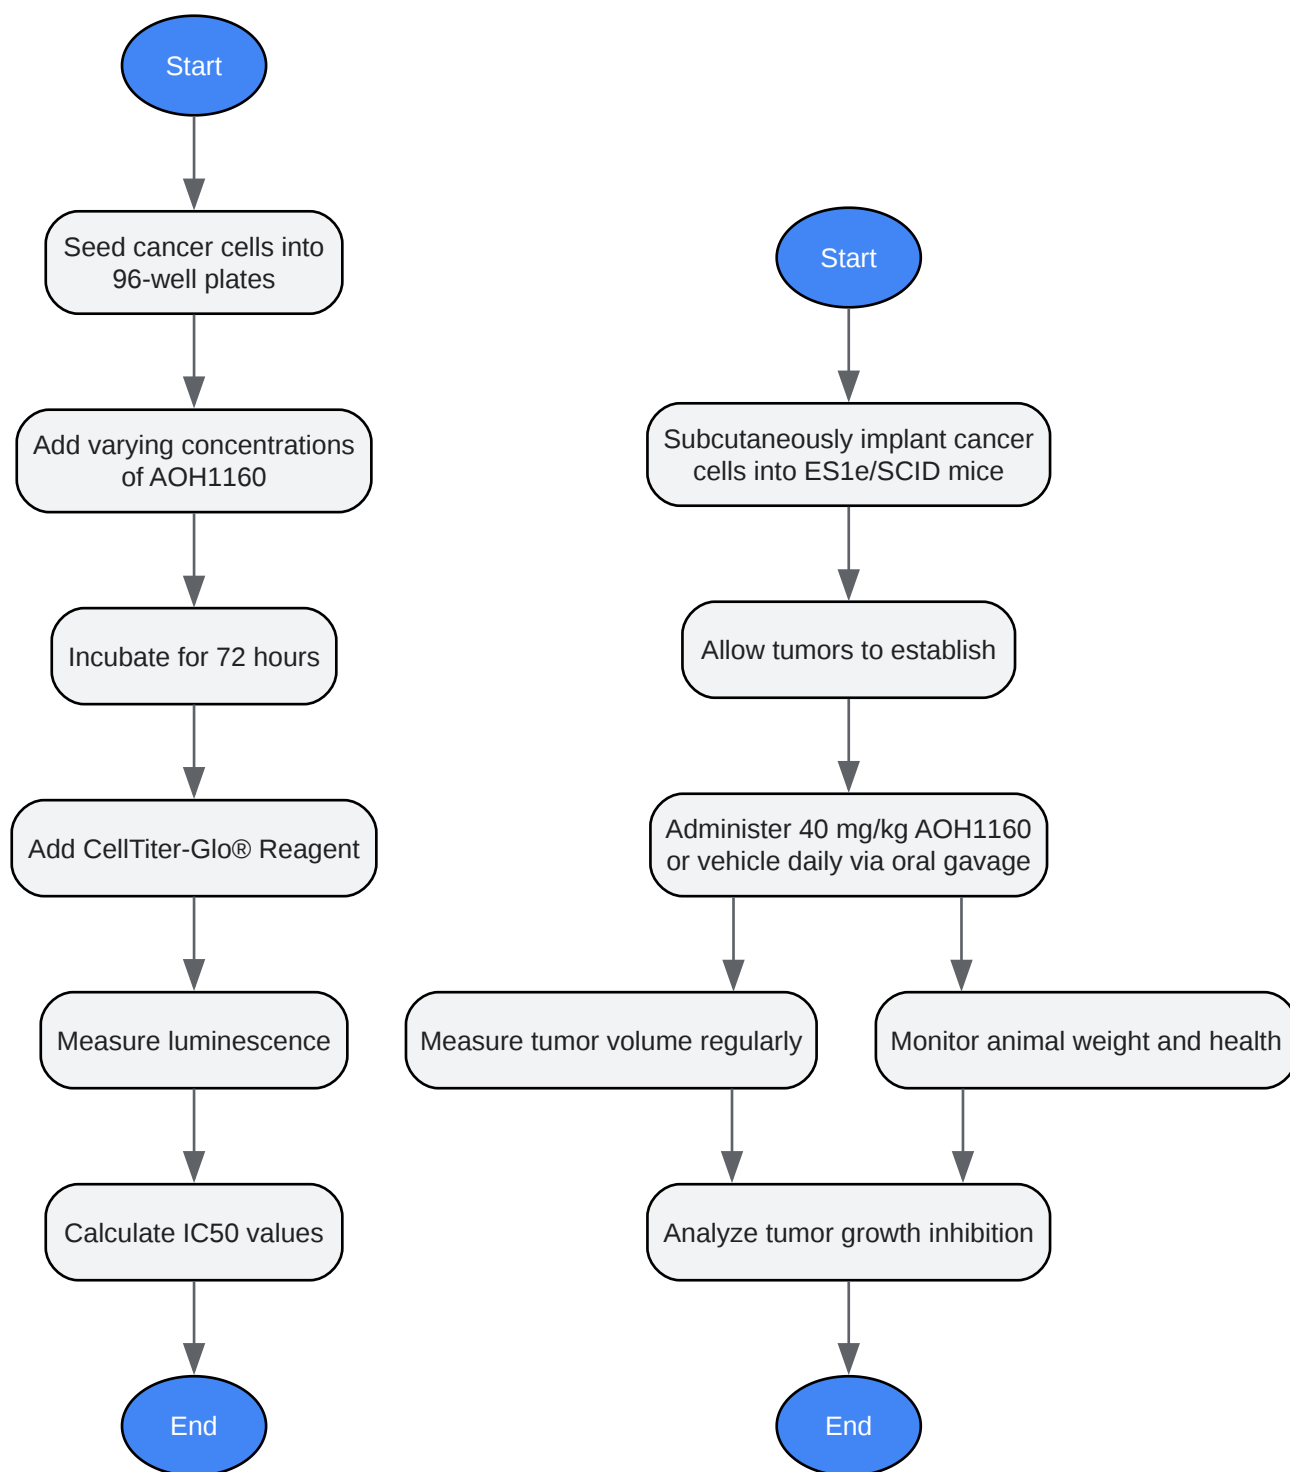 Start
Seed cancer cells into
96-well plates
Add varying concentrations
of AOH1160
Incubate for 72 hours
Add CellTiter-Glo® Reagent
Measure luminescence
Calculate IC50 values
End
Start
Subcutaneously implant cancer
cells into ES1e/SCID mice
Allow tumors to establish
Administer 40 mg/kg AOH1160
or vehicle daily via oral gavage
Measure tumor volume regularly
Monitor animal weight and health
Analyze tumor growth inhibition
End